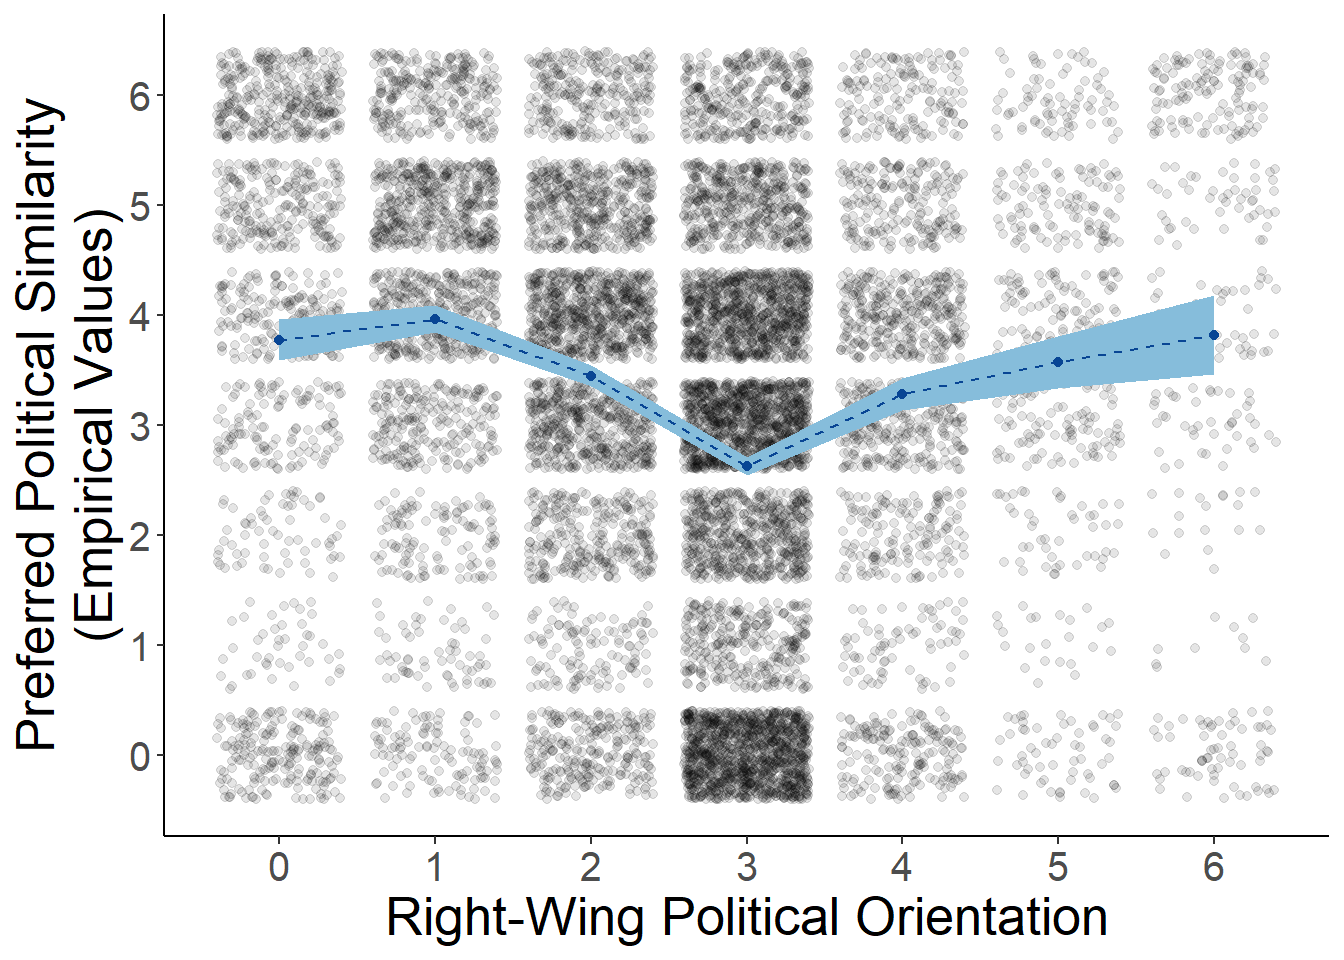 Preferred Political Similarity
(Empirical Values)
6
5
4
3
2
1
0
0 1 2 3 4 5 6
Right-Wing Political Orientation